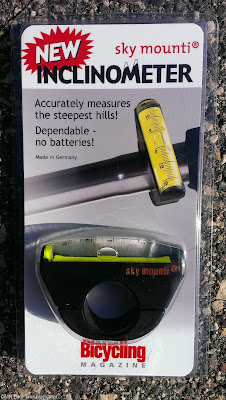 NEW
sky mounti®
INCLINOMETER
Accurately measures
the steepest hills!
Dependable -
no batteries!
Made in Germany
sky mounti®
Bicycling
MAGAZINE